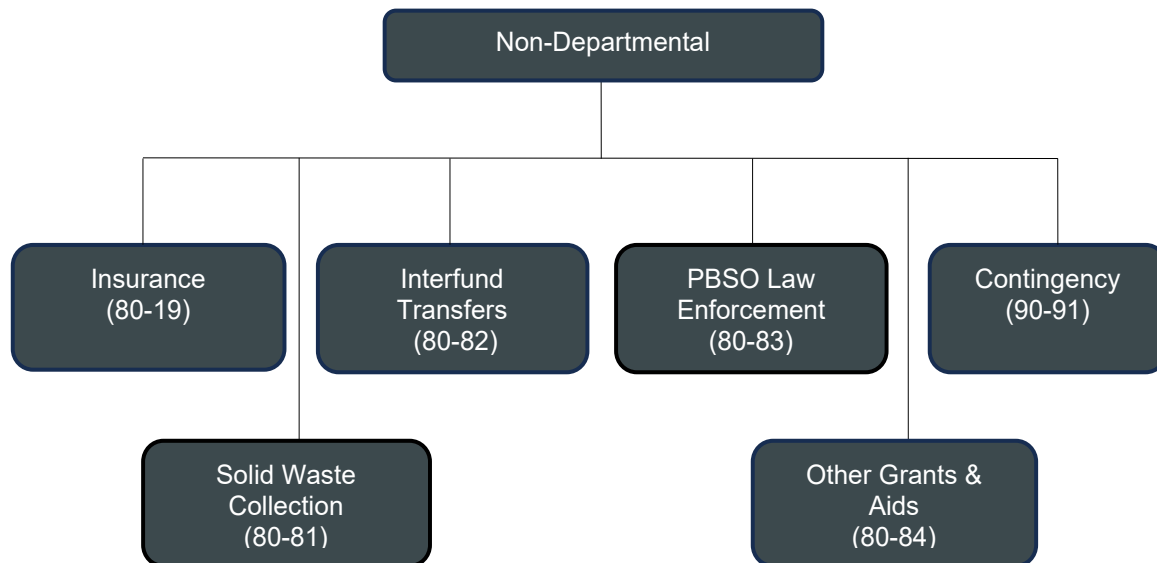 Non-Departmental
Insurance
(80-19)
Interfund
Transfers
(80-82)
PBSO Law
Enforcement
(80-83)
Contingency
(90-91)
Solid Waste
Collection
(80-81)
Other Grants &
Aids
(80-84)